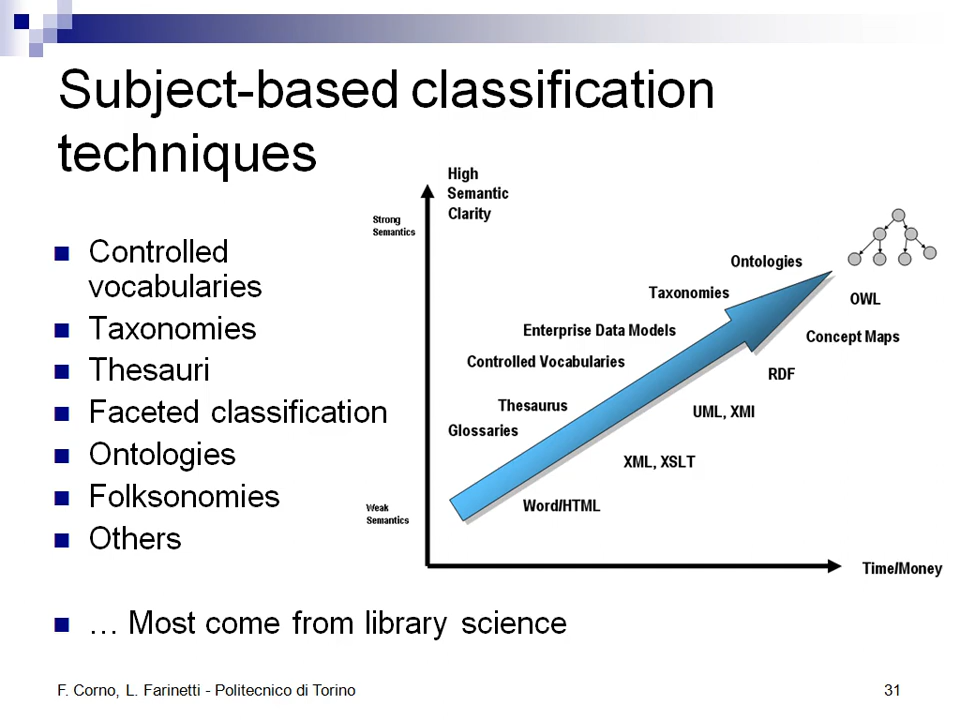 Subject-based classification
techniques
Controlled
vocabularies
Taxonomies
Thesauri
Faceted classification
Ontologies
Folksonomies
Others
… Most come from library science
High
Semantic
Clarity
Strong
Semantics
Ontologies
Taxonomies
OWL
Enterprise Data Models
Concept Maps
Controlled Vocabularies
RDF
Thesaurus
UML, XMI
Glossaries
XML, XSLT
Word/HTML
Weak
Semantics
Time/Money
F. Corno, L. Farinetti - Politecnico di Torino
31